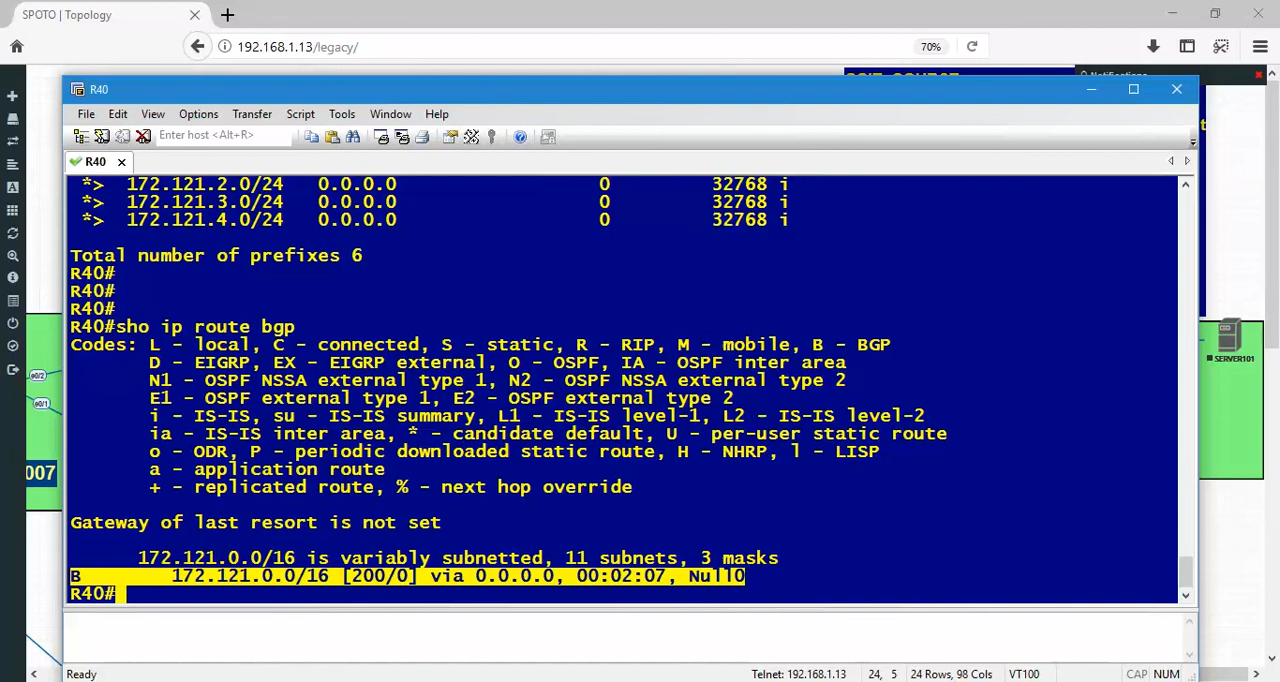 SPOTO | Topology
192.168.1.13/legacy/
70%
Notifications
R40
File Edit View Options Transfer Script Tools Window Help
Enter host <Alt+R>
R40
*> 172.121.2.0/24 0.0.0.0 0 32768 i
*> 172.121.3.0/24 0.0.0.0 0 32768 i
*> 172.121.4.0/24 0.0.0.0 0 32768 i
Total number of prefixes 6
R40#
R40#
R40#
R40#sho ip route bgp
Codes: L - local, C - connected, S - static, R - RIP, M - mobile, B - BGP
D - EIGRP, EX - EIGRP external, O - OSPF, IA - OSPF inter area
N1 - OSPF NSSA external type 1, N2 - OSPF NSSA external type 2
E1 - OSPF external type 1, E2 - OSPF external type 2
i - IS-IS, su - IS-IS summary, L1 - IS-IS level-1, L2 - IS-IS level-2
ia - IS-IS inter area, * - candidate default, U - per-user static route
o - ODR, P - periodic downloaded static route, H - NHRP, l - LISP
a - application route
+ - replicated route, % - next hop override
Gateway of last resort is not set
172.121.0.0/16 is variably subnetted, 11 subnets, 3 masks
B 172.121.0.0/16 [200/0] via 0.0.0.0, 00:02:07, Null0
R40#
e0/2
e0/1
007
SERVER101
Ready
Telnet: 192.168.1.13 24, 5 24 Rows, 98 Cols VT100 CAP NUM